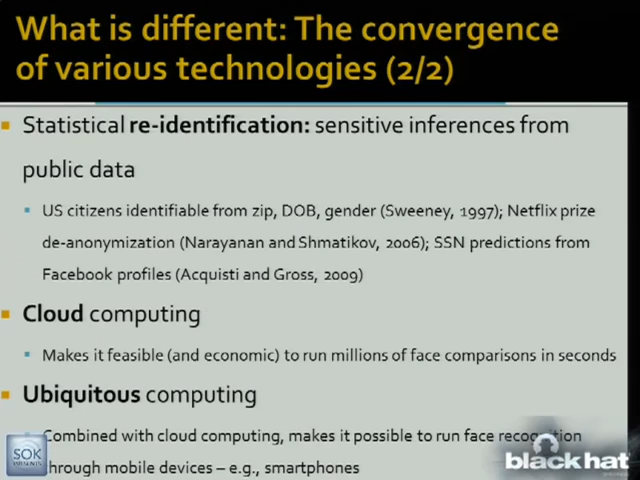 What is different: The convergence
of various technologies (2/2)
Statistical re-identification: sensitive inferences from
public data
US citizens identifiable from zip, DOB, gender (Sweeney, 1997); Netflix prize
de-anonymization (Narayanan and Shmatikov, 2006); SSN predictions from
Facebook profiles (Acquisti and Gross, 2009)
Cloud computing
Makes it feasible (and economic) to run millions of face comparisons in seconds
Ubiquitous computing
Combined with cloud computing, makes it possible to run face recognition
through mobile devices – e.g., smartphones
SOK
black hat